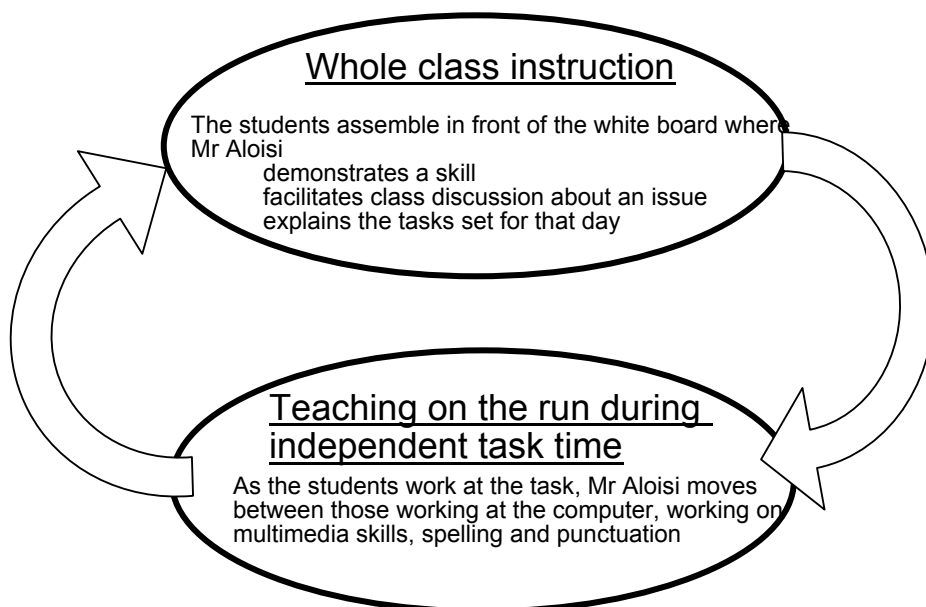 Whole class instruction
The students assemble in front of the white board where
Mr Aloisi
demonstrates a skill
facilitates class discussion about an issue
explains the tasks set for that day
Teaching on the run during
independent task time
As the students work at the task, Mr Aloisi moves
between those working at the computer, working on
multimedia skills, spelling and punctuation